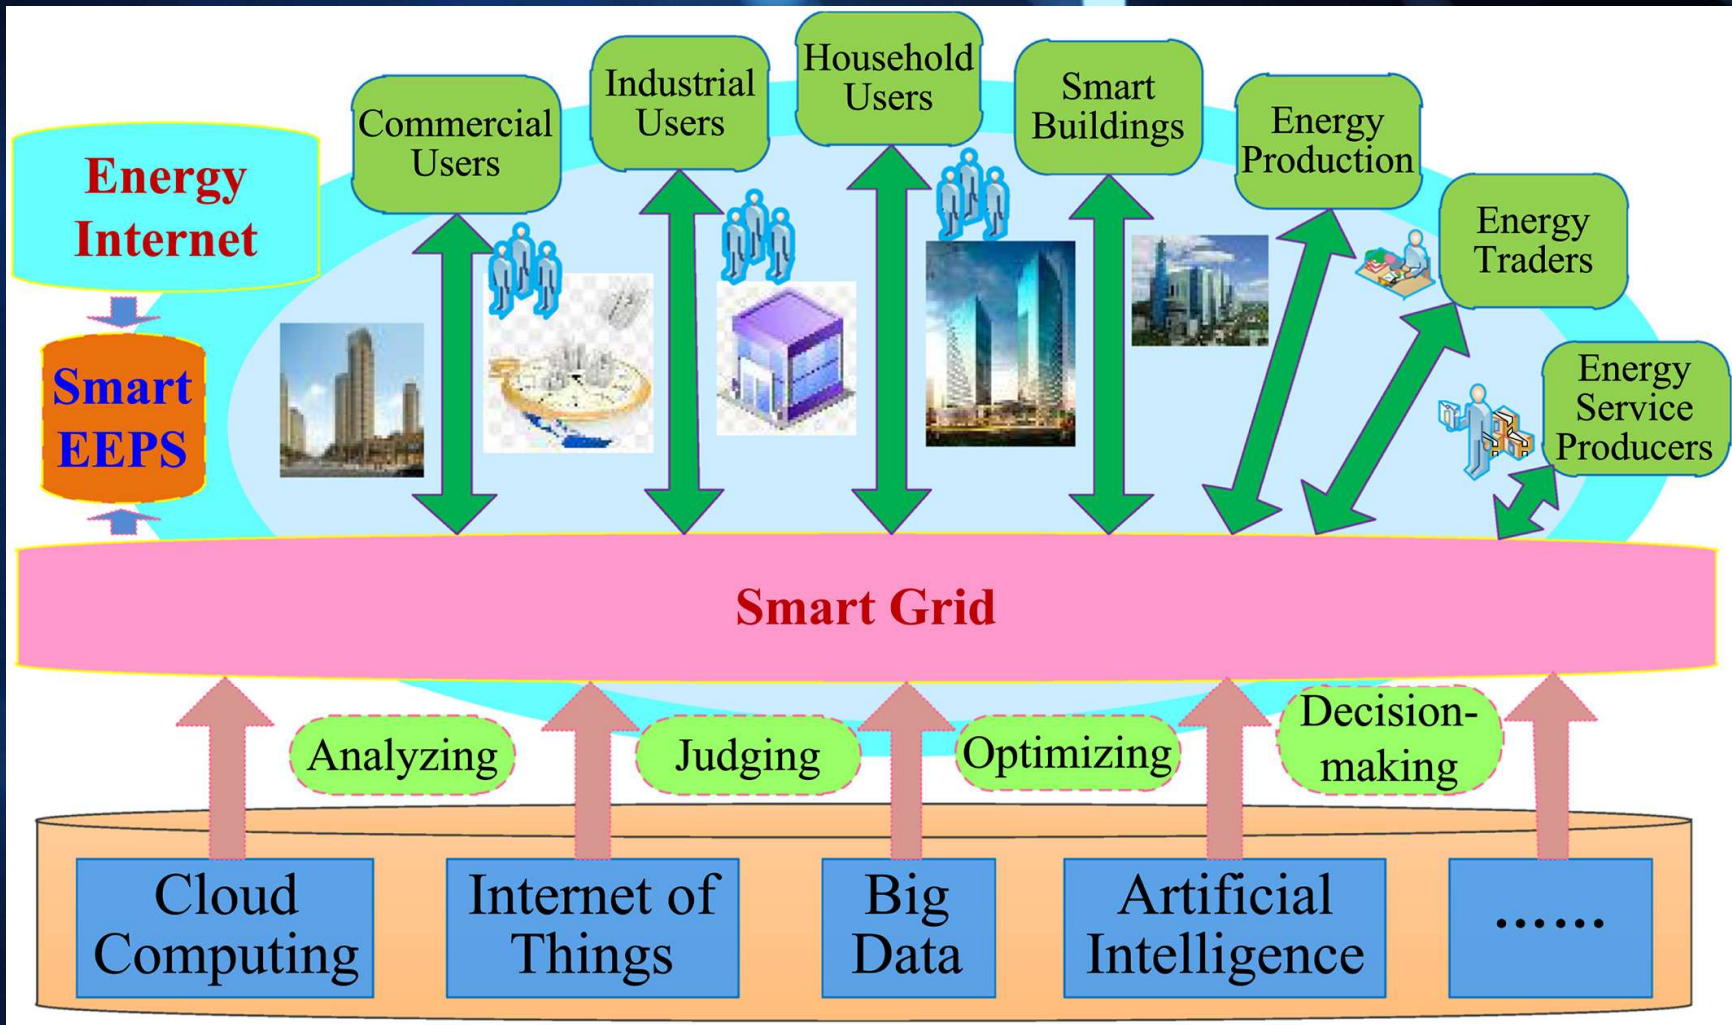 Commercial
Users
Industrial
Users
Household
Users
Smart
Buildings
Energy
Production
Energy
Traders
Energy
Service
Producers
Energy
Internet
Smart
EEPS
Smart Grid
Analyzing
Judging
Optimizing
Decision-
making
Cloud
Computing
Internet of
Things
Big
Data
Artificial
Intelligence
......